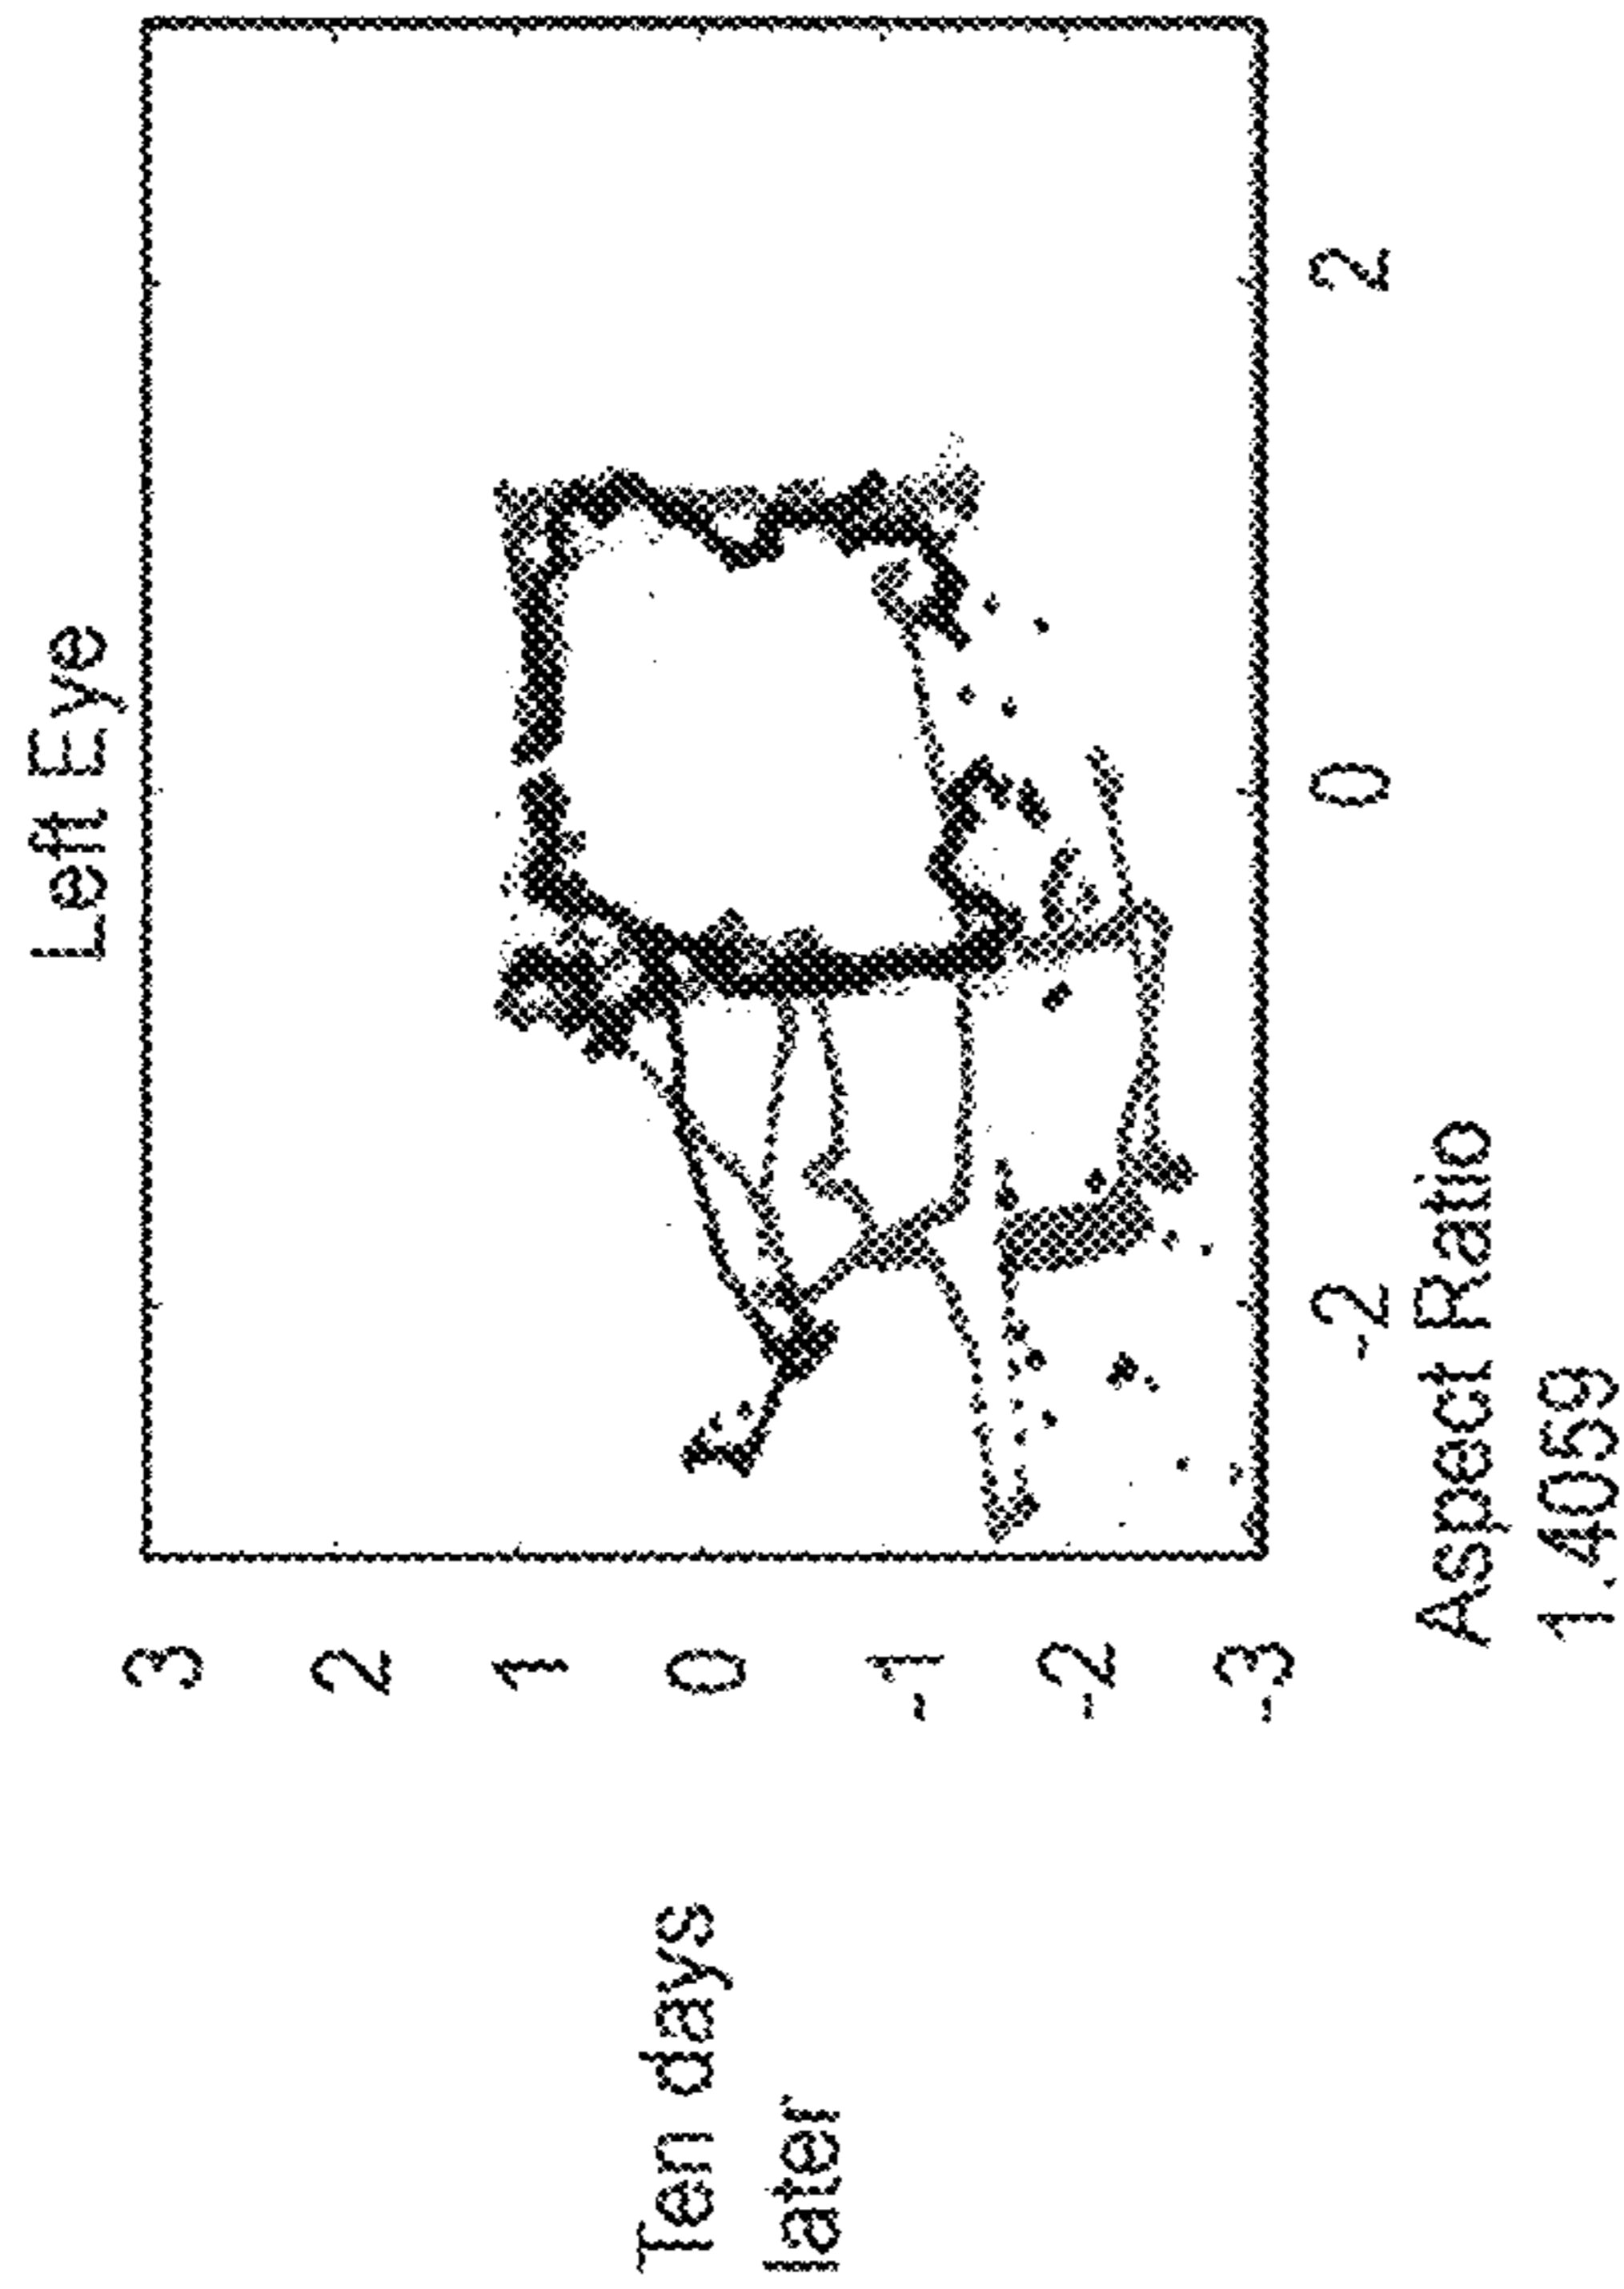 Left Eye
Ten days
later
3
2
1
0
-1
-2
-3
-2
0
2
Aspect Ratio
1.4059